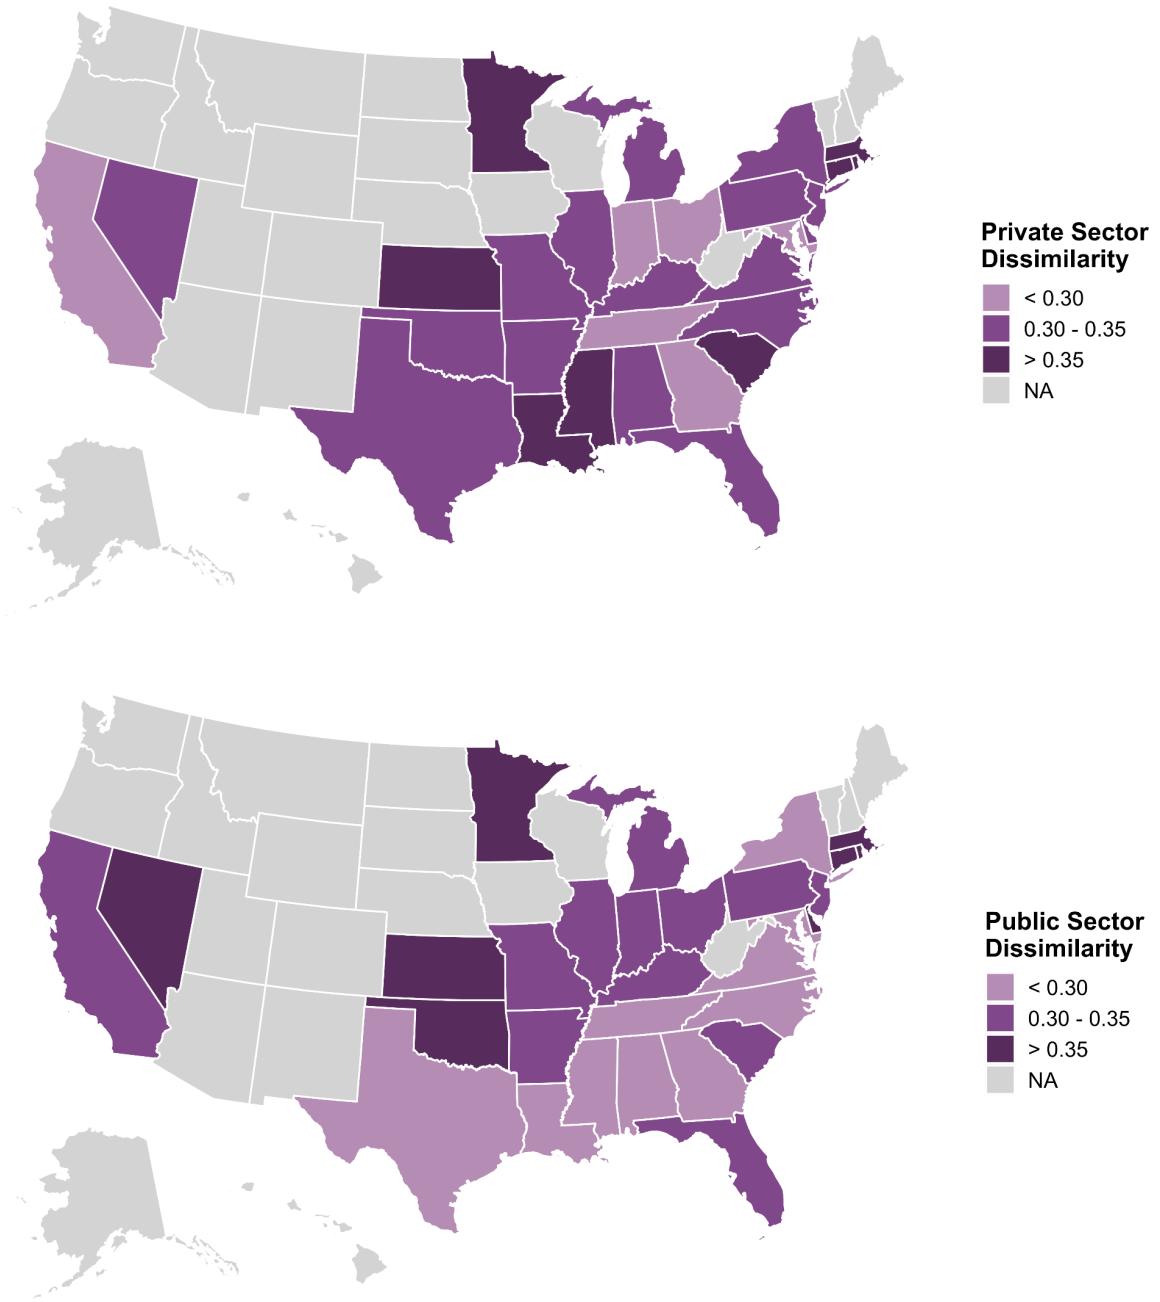 Private Sector
Dissimilarity
< 0.30
0.30 - 0.35
> 0.35
NA
Public Sector
Dissimilarity
< 0.30
0.30 - 0.35
> 0.35
NA